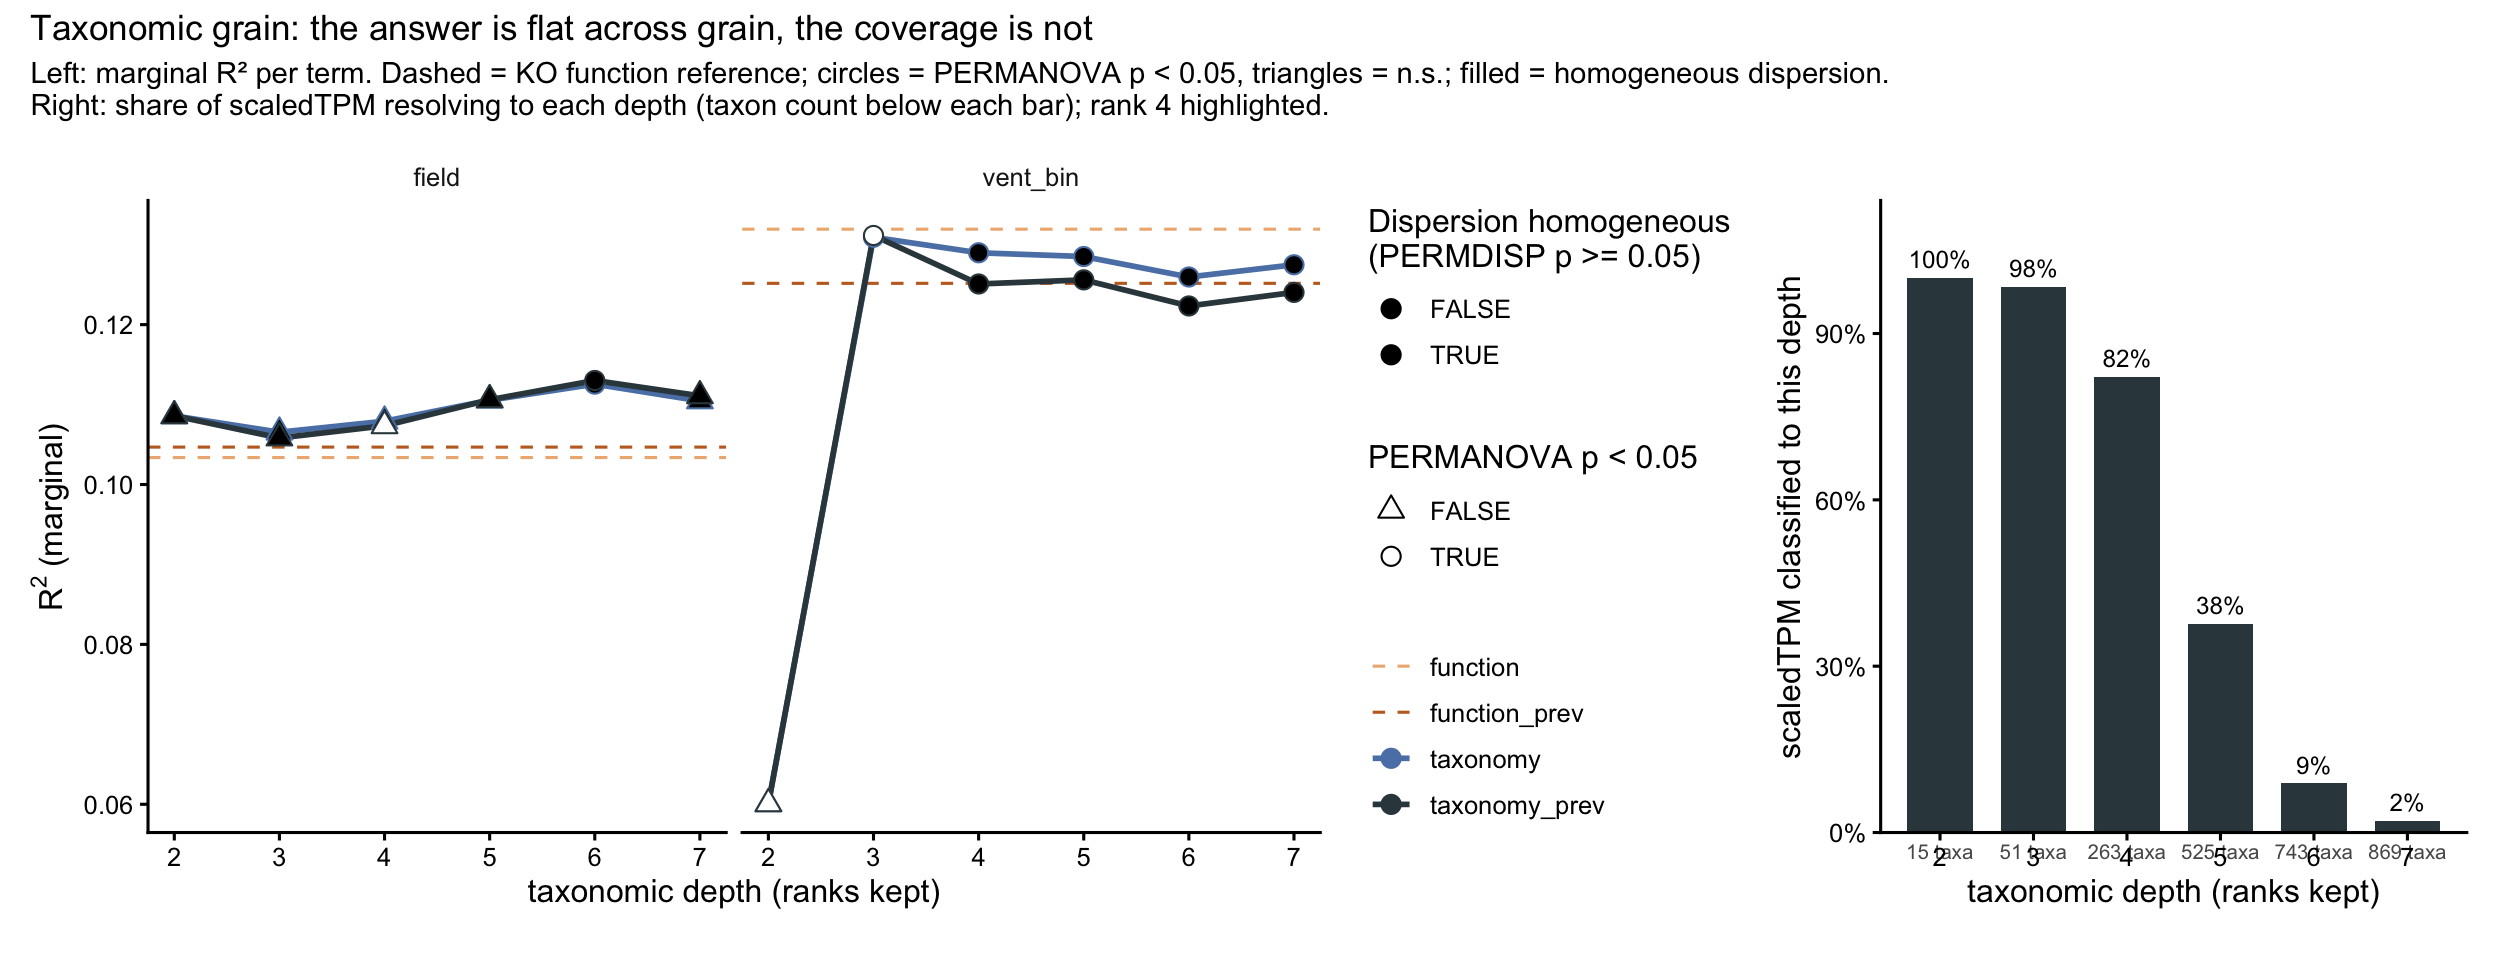 Taxonomic grain: the answer is flat across grain, the coverage is not
Left: marginal R² per term. Dashed = KO function reference; circles = PERMANOVA p < 0.05, triangles = n.s.; filled = homogeneous dispersion.
Right: share of scaledTPM resolving to each depth (taxon count below each bar); rank 4 highlighted.
field
vent_bin
R² (marginal)
0.12
0.10
0.08
0.06
2 3 4 5 6 7
2 3 4 5 6 7
taxonomic depth (ranks kept)
Dispersion homogeneous
(PERMDISP p >= 0.05)
FALSE
TRUE
PERMANOVA p < 0.05
FALSE
TRUE
function
function_prev
taxonomy
taxonomy_prev
scaledTPM classified to this depth
90%
60%
30%
0%
100%
98%
82%
38%
9%
2%
15 taxa 51 taxa 263 taxa 525 taxa 743 taxa 869 taxa
2 3 4 5 6 7
taxonomic depth (ranks kept)